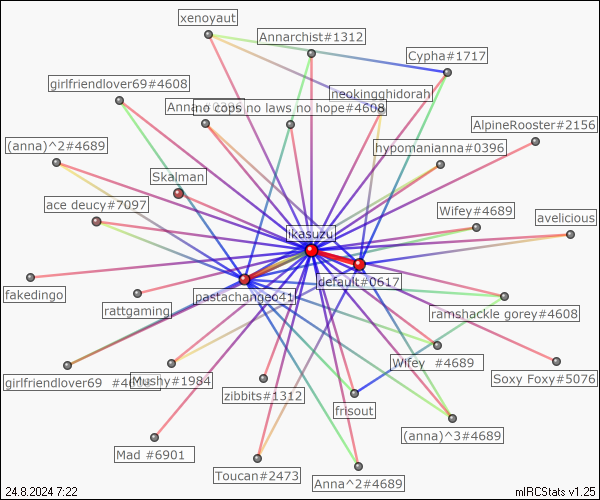 xenoyaut
Annarchist#1312
Cypha#1717
girlfriendlover69#4608
neokingghidorah
no cops no laws no hope#4608
AlpineRooster#2156
(anna)^2#4689
hypomanianna#0396
Skalman
ace deucy#7097
Wifey#4689
avelicious
ikasuzu
default#0617
fakedingo
pastachangeo41
rattgaming
ramshackle gorey#4608
girlfriendlover69
Mushy#1984
Wifey #4689
Soxy Foxy#5076
zibbits#1312
frisout
(anna)^3#4689
Mad #6901
Toucan#2473
Anna^2#4689
24.8.2024 7:22
mIRCStats v1.25